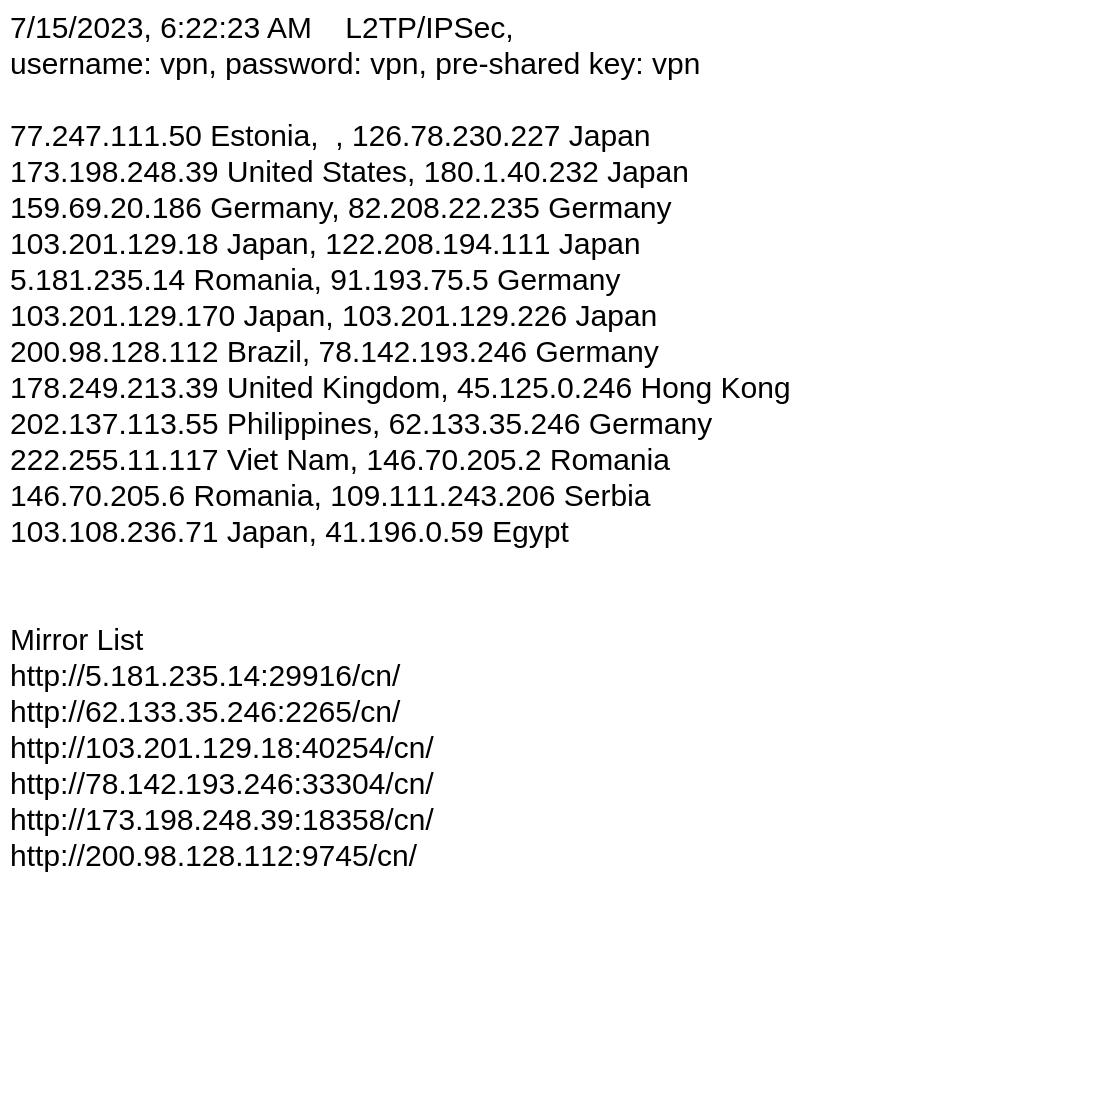 7/15/2023, 6:22:23 AM    L2TP/IPSec,
username: vpn, password: vpn, pre-shared key: vpn
77.247.111.50 Estonia,  , 126.78.230.227 Japan
173.198.248.39 United States, 180.1.40.232 Japan
159.69.20.186 Germany, 82.208.22.235 Germany
103.201.129.18 Japan, 122.208.194.111 Japan
5.181.235.14 Romania, 91.193.75.5 Germany
103.201.129.170 Japan, 103.201.129.226 Japan
200.98.128.112 Brazil, 78.142.193.246 Germany
178.249.213.39 United Kingdom, 45.125.0.246 Hong Kong
202.137.113.55 Philippines, 62.133.35.246 Germany
222.255.11.117 Viet Nam, 146.70.205.2 Romania
146.70.205.6 Romania, 109.111.243.206 Serbia
103.108.236.71 Japan, 41.196.0.59 Egypt
Mirror List
http://5.181.235.14:29916/cn/
http://62.133.35.246:2265/cn/
http://103.201.129.18:40254/cn/
http://78.142.193.246:33304/cn/
http://173.198.248.39:18358/cn/
http://200.98.128.112:9745/cn/